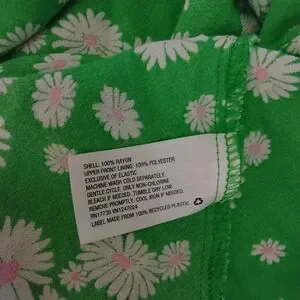 SHELL: 100% RAYON
UPPER FRONT LINING: 100% POLYESTER
EXCLUSIVE OF ELASTIC
MACHINE WASH COLD SEPARATELY
GENTLE CYCLE. ONLY NON-CHLORINE
BLEACH IF NEEDED. TUMBLE DRY LOW.
REMOVE PROMPTLY. COOL IRON IF NEEDED.
RN17730 VN1247024
LABEL MADE FROM 100% RECYCLED PLASTIC